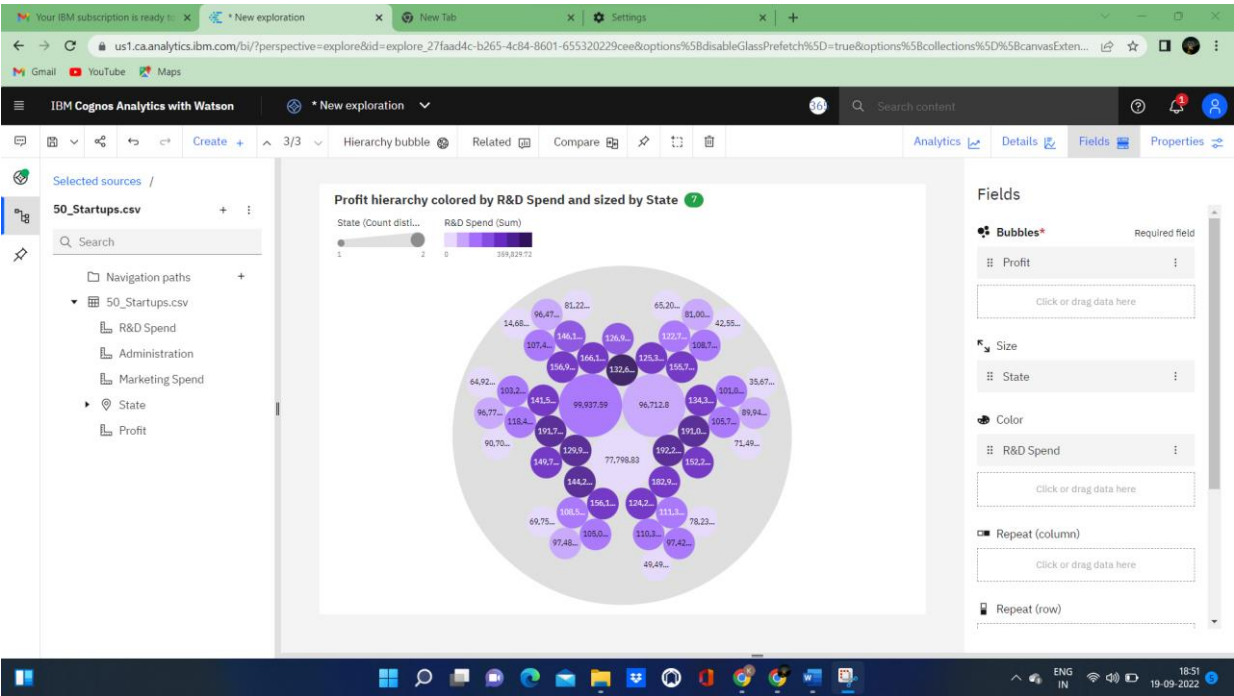 Your IBM subscription is ready to
* New exploration
New Tab
Settings
us1.ca.analytics.ibm.com/bi/?perspective=explore&id=explore_27faad4c-b265-4c84-8601-655320229cee&options%5BdisableGlassPrefetch%5D=true&options%5Bcollections%5D%5BcanvasExten...
Gmail YouTube Maps
IBM Cognos Analytics with Watson
* New exploration
Search content
1
Create +
3/3
Hierarchy bubble
Related
Compare
Analytics
Details
Fields
Properties
Selected sources /
50_Startups.csv
Search
Navigation paths
50_Startups.csv
R&D Spend
Administration
Marketing Spend
State
Profit
Profit hierarchy colored by R&D Spend and sized by State 7
State (Count disti...
R&D Spend (Sum)
1 2
0
81,22...
65,20...
96,47...
81,00...
14,68...
42,55...
146,1...
126,9...
122,7...
107,4...
108,7...
166,1...
125,3...
156,9...
132,6...
155,7...
64,92...
35,67...
103,2...
101,0...
141,5...
99,937.59
96,712.8
134,3...
96,77...
89,94...
118,4...
105,7...
191,7...
191,0...
90,70...
71,49...
129,9...
192,2...
149,7...
77,798.83
152,2...
144,2...
182,9...
156,1...
124,2...
108,5...
111,3...
69,75...
78,23...
105,0...
110,3...
97,48...
97,42...
49,49...
Fields
Bubbles*
Required field
Profit
Click or drag data here
Size
State
Color
R&D Spend
Click or drag data here
Repeat (column)
Click or drag data here
Repeat (row)
ENG
IN
18:51
19-09-2022